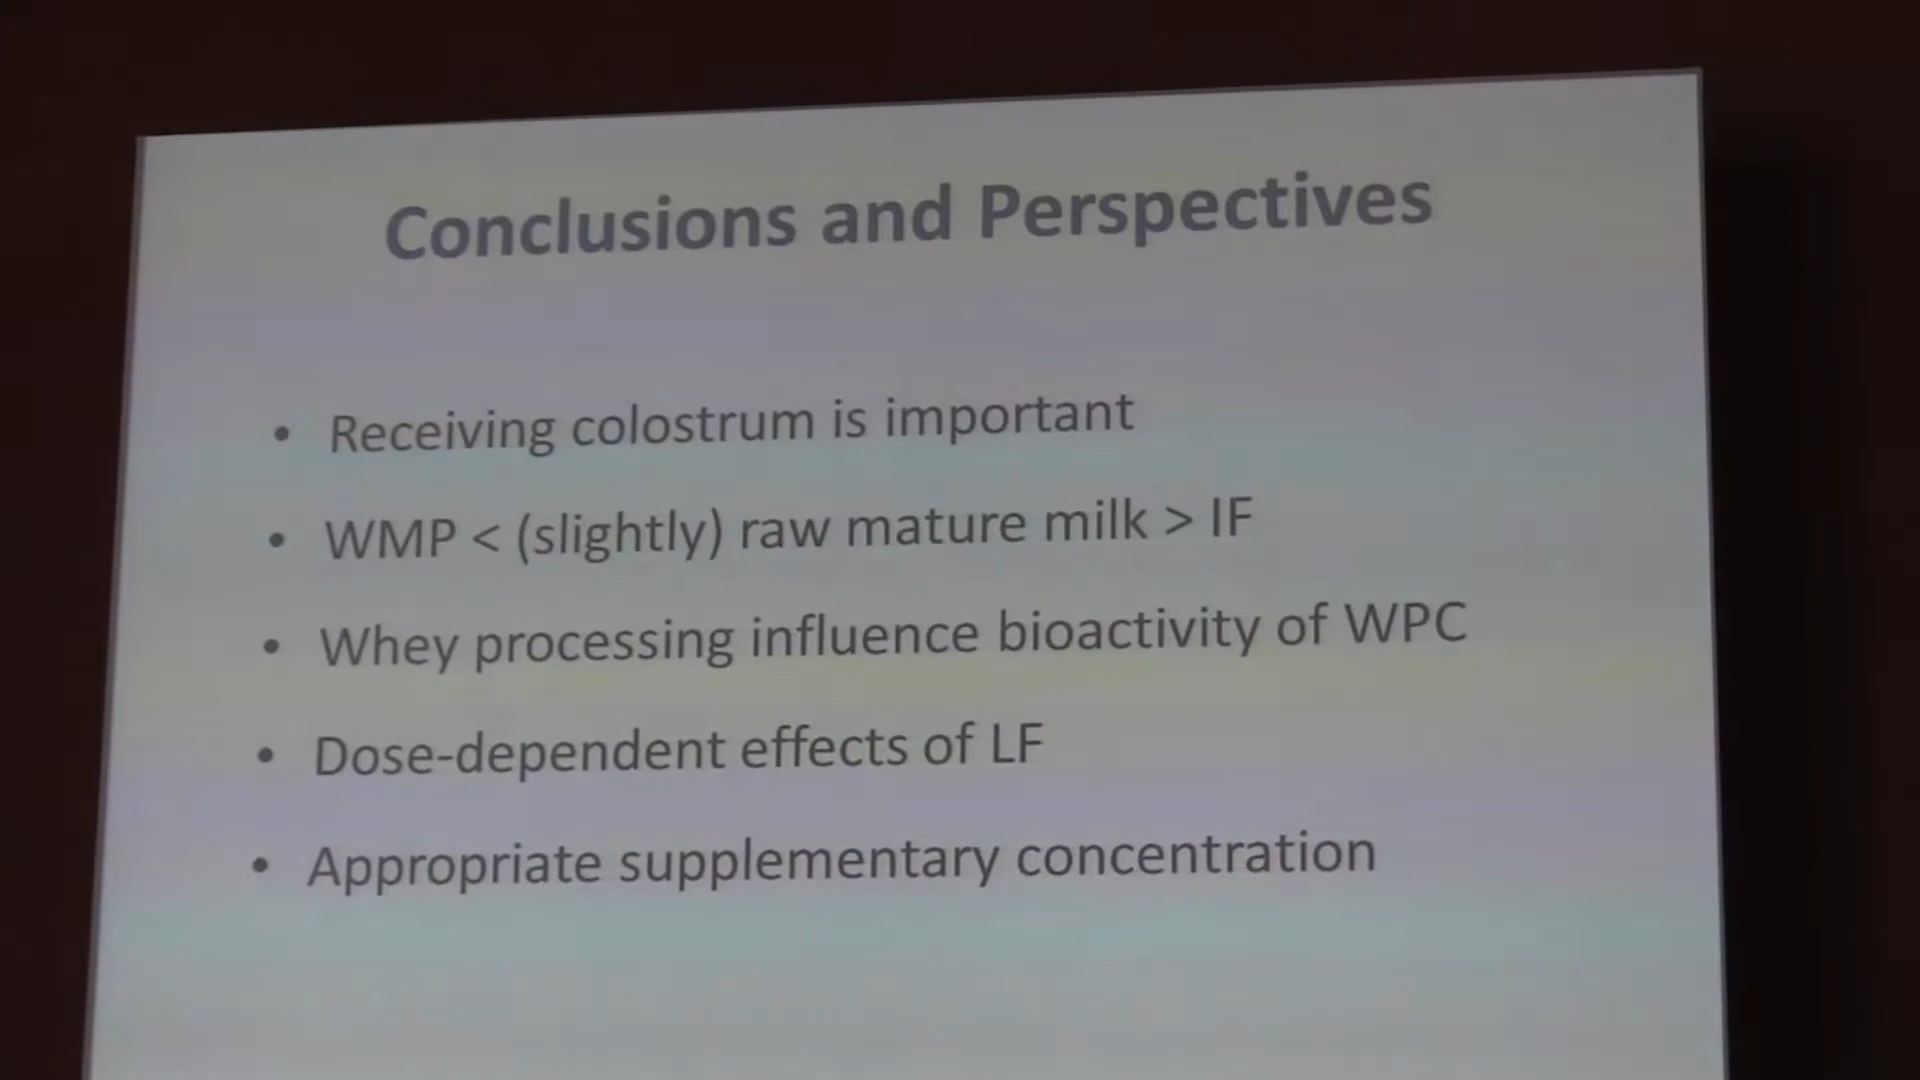 Conclusions and Perspectives
• Receiving colostrum is important
• WMP < (slightly) raw mature milk > IF
• Whey processing influence bioactivity of WPC
• Dose-dependent effects of LF
• Appropriate supplementary concentration